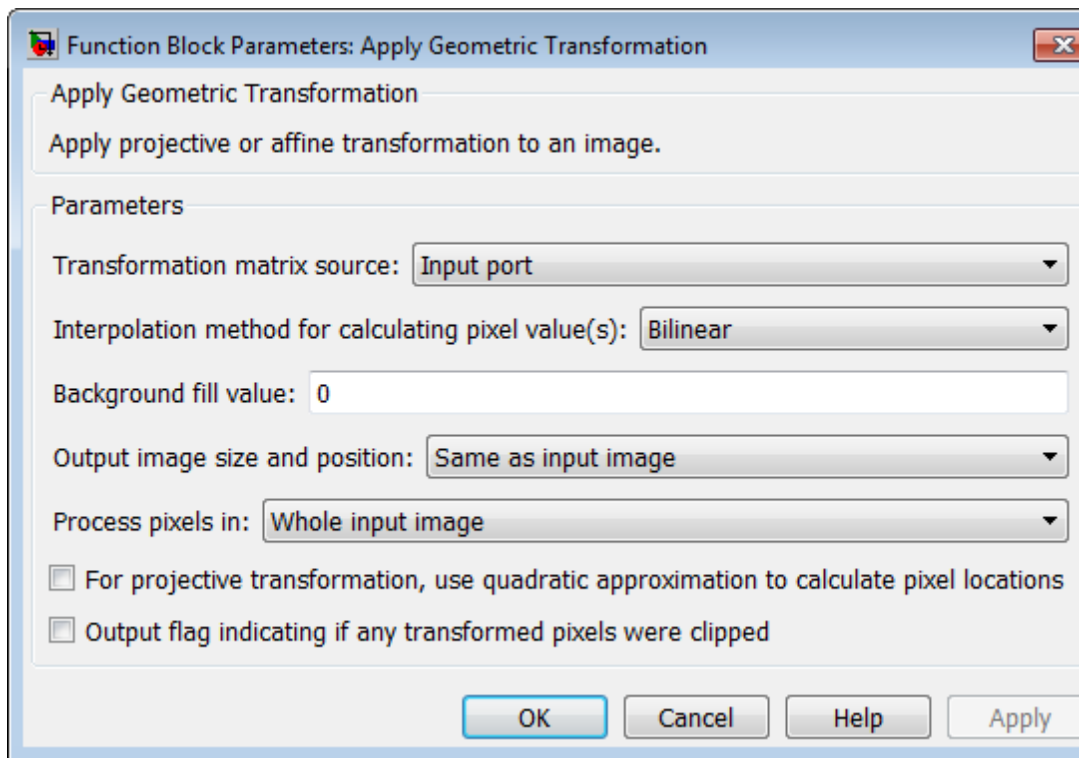 Function Block Parameters: Apply Geometric Transformation
Apply Geometric Transformation
Apply projective or affine transformation to an image.
Parameters
Transformation matrix source: Input port
Interpolation method for calculating pixel value(s): Bilinear
Background fill value: 0
Output image size and position: Same as input image
Process pixels in: Whole input image
For projective transformation, use quadratic approximation to calculate pixel locations
Output flag indicating if any transformed pixels were clipped
OK Cancel Help Apply